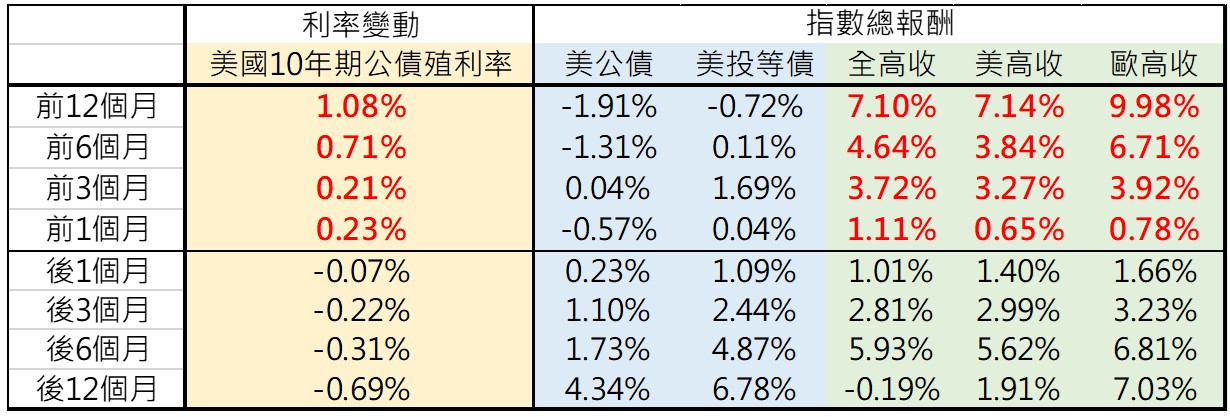 利率變動 指數總報酬
美國10年期公債殖利率 美公債 美投等債 全高收 美高收 歐高收
前12個月 1.08% -1.91% -0.72% 7.10% 7.14% 9.98%
前6個月 0.71% -1.31% 0.11% 4.64% 3.84% 6.71%
前3個月 0.21% 0.04% 1.69% 3.72% 3.27% 3.92%
前1個月 0.23% -0.57% 0.04% 1.11% 0.65% 0.78%
後1個月 -0.07% 0.23% 1.09% 1.01% 1.40% 1.66%
後3個月 -0.22% 1.10% 2.44% 2.81% 2.99% 3.23%
後6個月 -0.31% 1.73% 4.87% 5.93% 5.62% 6.81%
後12個月 -0.69% 4.34% 6.78% -0.19% 1.91% 7.03%